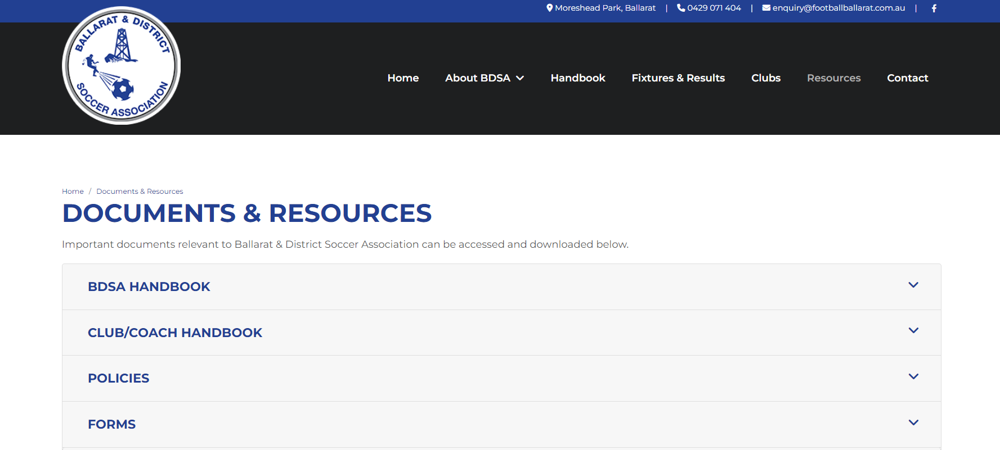 Moreshead Park, Ballarat | 0429 071 404 | enquiry@footballballarat.com.au |
BALLARAT & DISTRICT
SOCCER ASSOCIATION
Home About BDSA Handbook Fixtures & Results Clubs Resources Contact
Home / Documents & Resources
DOCUMENTS & RESOURCES
Important documents relevant to Ballarat & District Soccer Association can be accessed and downloaded below.
BDSA HANDBOOK
CLUB/COACH HANDBOOK
POLICIES
FORMS